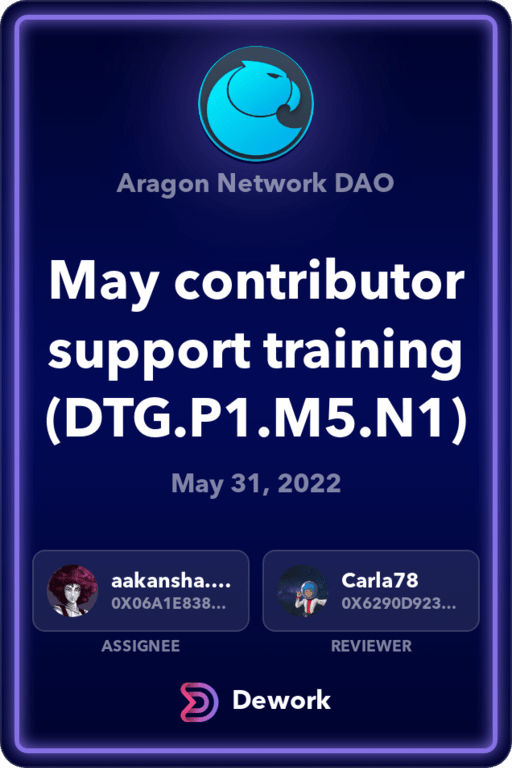 Aragon Network DAO
May contributor
support training
(DTG.P1.M5.N1)
May 31, 2022
aakansha.... Carla78
0X06A1E838... 0X6290D923...
ASSIGNEE REVIEWER
Dework